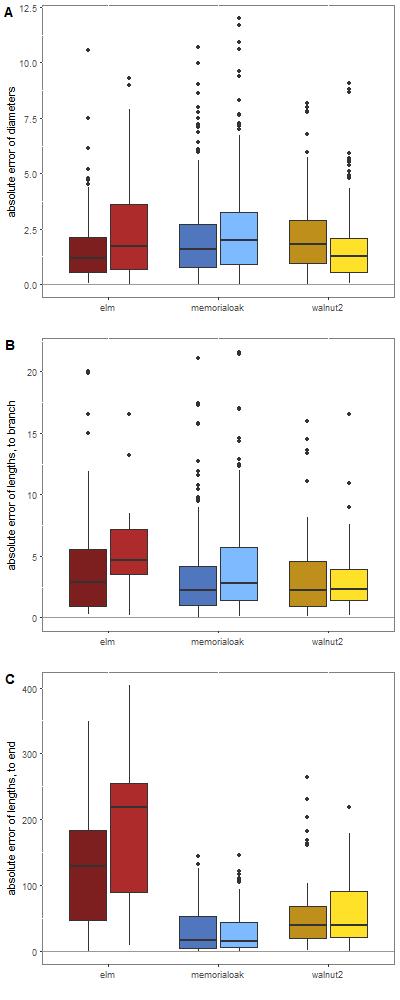 A
absolute error of diameters
12.5
10.0
7.5
5.0
2.5
0.0
elm memorialoak walnut2
B
absolute error of lengths, to branch
20
15
10
5
0
elm memorialoak walnut2
C
absolute error of lengths, to end
400
300
200
100
0
elm memorialoak walnut2